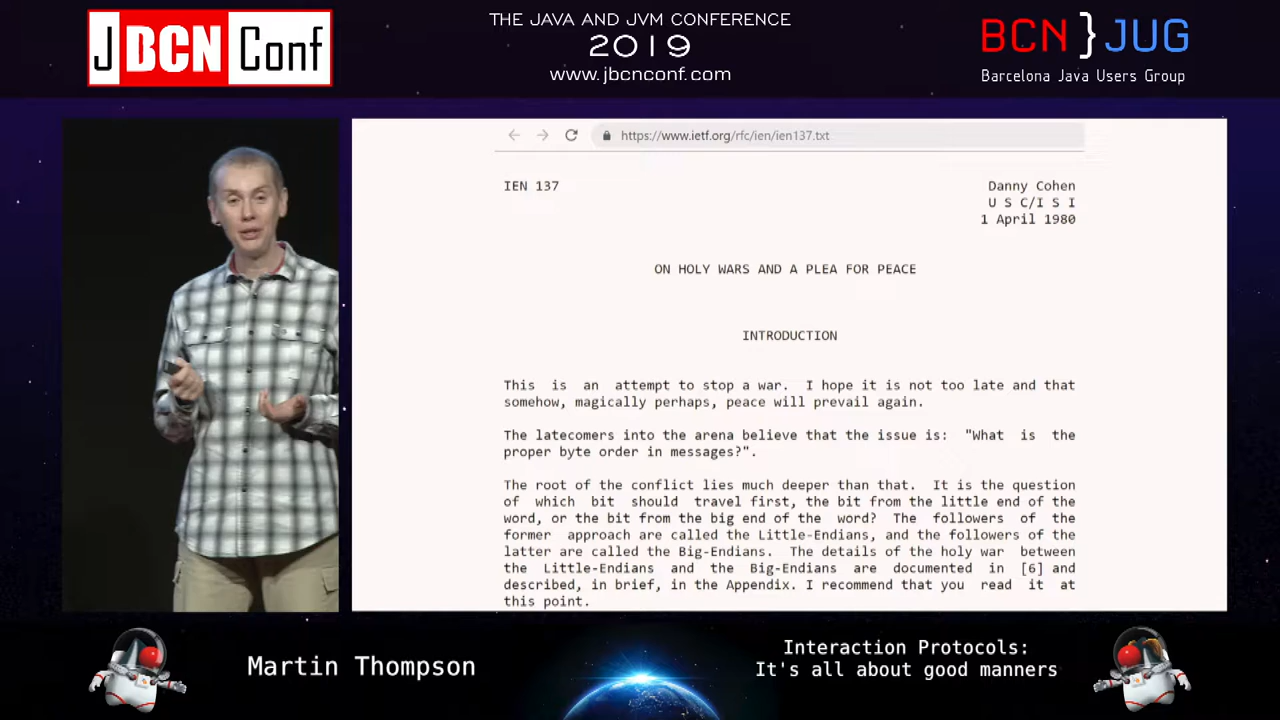 JBCNConf
THE JAVA AND JVM CONFERENCE
2019
www.jbcnconf.com
BCN}JUG
Barcelona Java Users Group
https://www.ietf.org/rfc/ien/ien137.txt
IEN 137
Danny Cohen
U S C/I S I
1 April 1980
ON HOLY WARS AND A PLEA FOR PEACE
INTRODUCTION
This is an attempt to stop a war. I hope it is not too late and that
somehow, magically perhaps, peace will prevail again.
The latecomers into the arena believe that the issue is: "What is the
proper byte order in messages?".
The root of the conflict lies much deeper than that. It is the question
of which bit should travel first, the bit from the little end of the
word, or the bit from the big end of the word? The followers of the
former approach are called the Little-Endians, and the followers of the
latter are called the Big-Endians. The details of the holy war between
the Little-Endians and the Big-Endians are documented in [6] and
described, in brief, in the Appendix. I recommend that you read it at
this point.
Martin Thompson
Interaction Protocols:
It's all about good manners